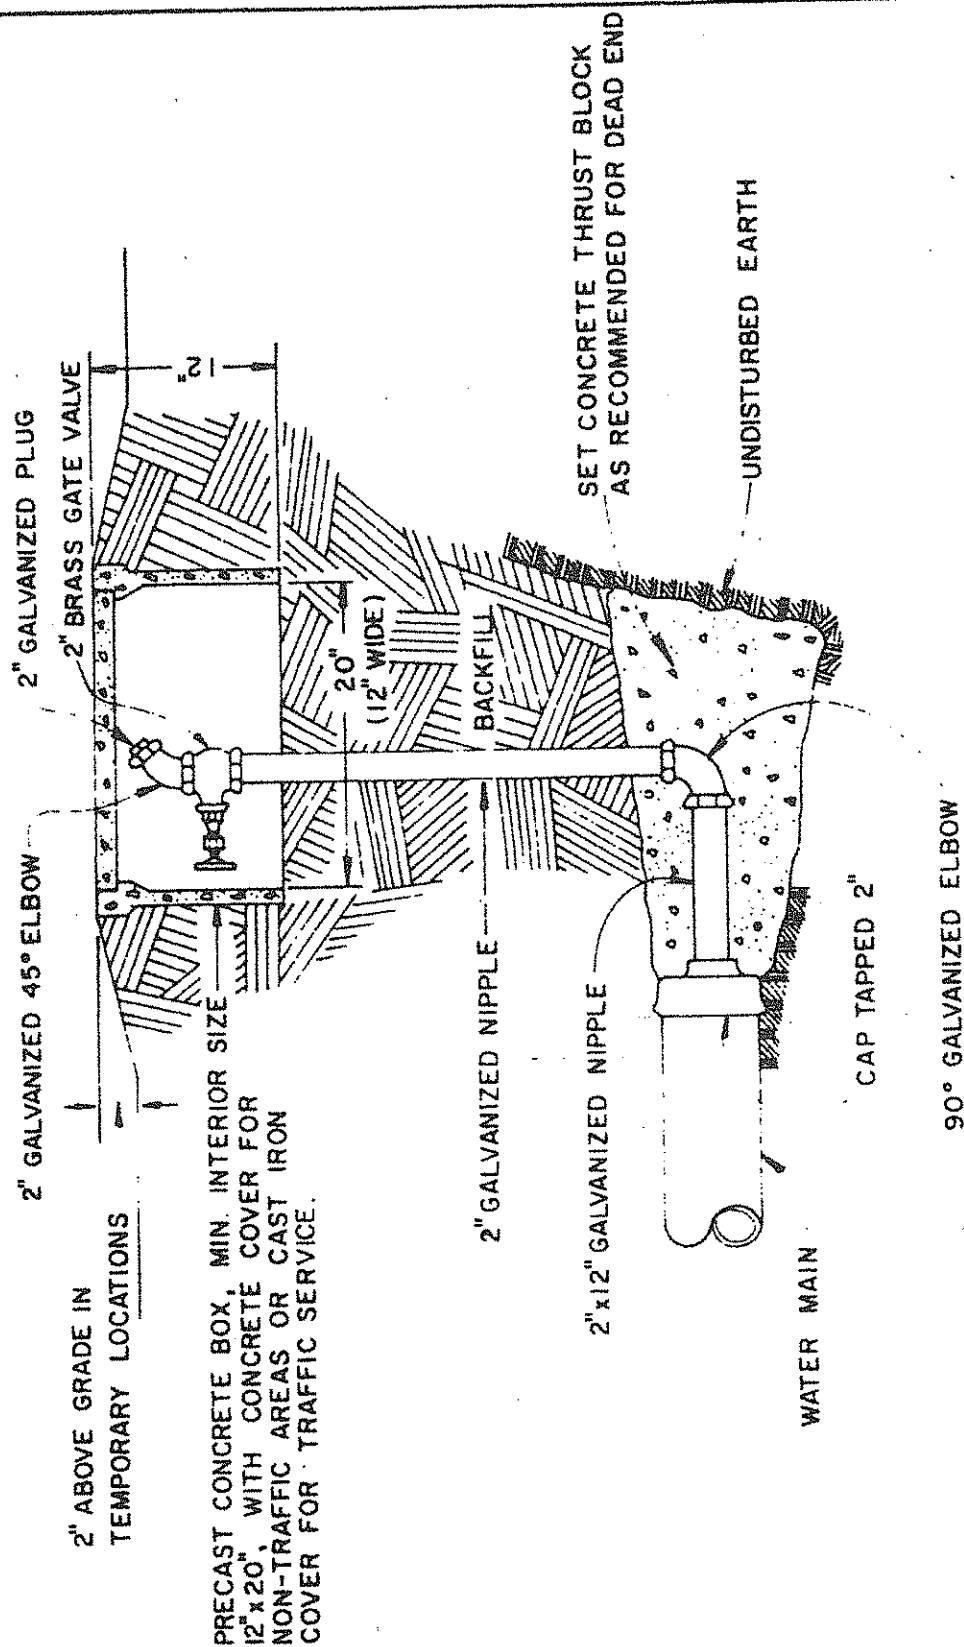 2" GALVANIZED PLUG
2" BRASS GATE VALVE
2" GALVANIZED 45° ELBOW
2" ABOVE GRADE IN
TEMPORARY LOCATIONS
12"
PRECAST CONCRETE BOX, MIN. INTERIOR SIZE
12"x20", WITH CONCRETE COVER FOR
NON-TRAFFIC AREAS OR CAST IRON
COVER FOR TRAFFIC SERVICE.
20"
(12" WIDE)
BACKFILL
2" GALVANIZED NIPPLE
SET CONCRETE THRUST BLOCK
AS RECOMMENDED FOR DEAD END
2"x12" GALVANIZED NIPPLE
UNDISTURBED EARTH
WATER MAIN
CAP TAPPED 2"
90° GALVANIZED ELBOW